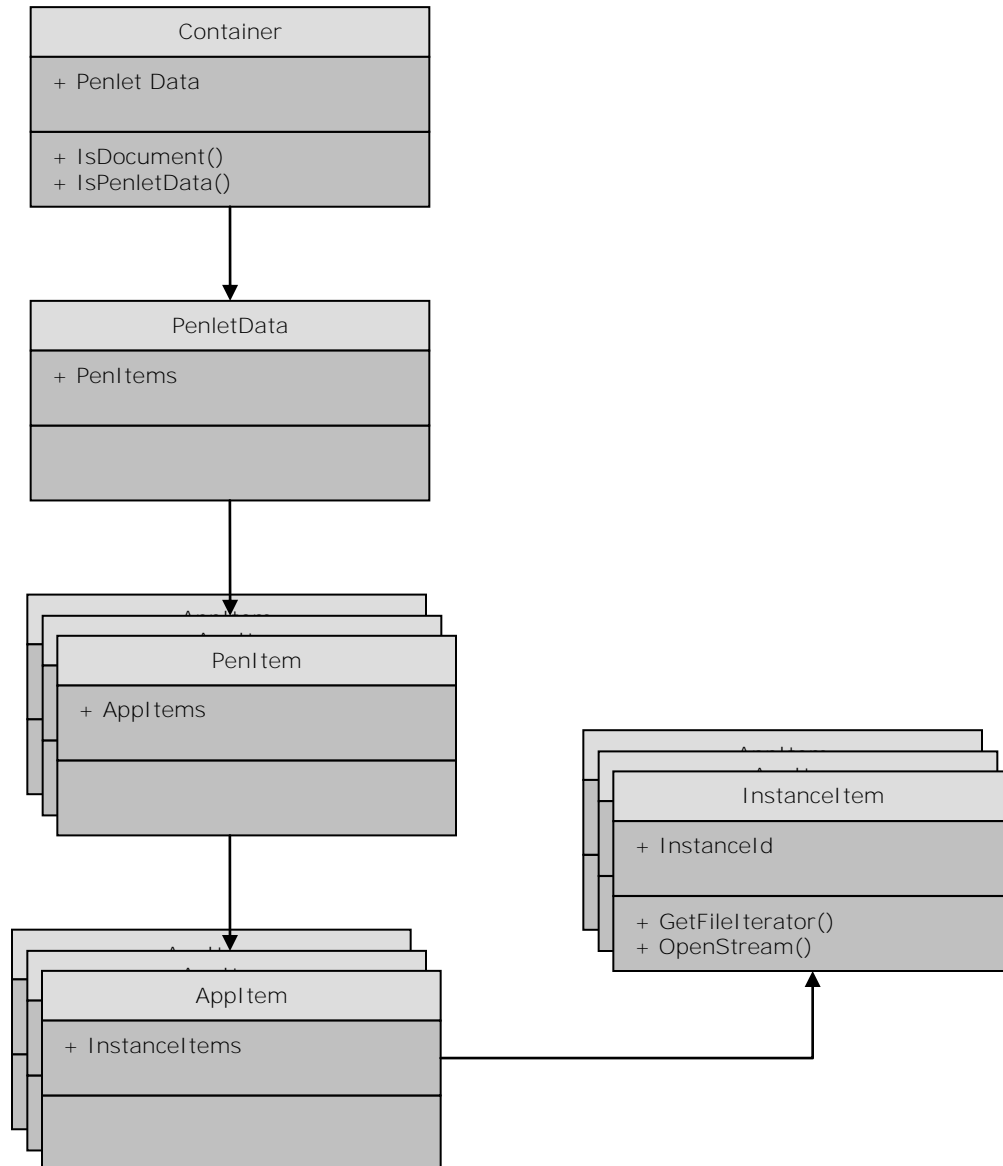 Container
+ Penlet Data
+ IsDocument()
+ IsPenletData()
PenletData
+ PenItems
PenItem
+ AppItems
InstanceItem
+ InstanceId
+ GetFileIterator()
+ OpenStream()
AppItem
+ InstanceItems